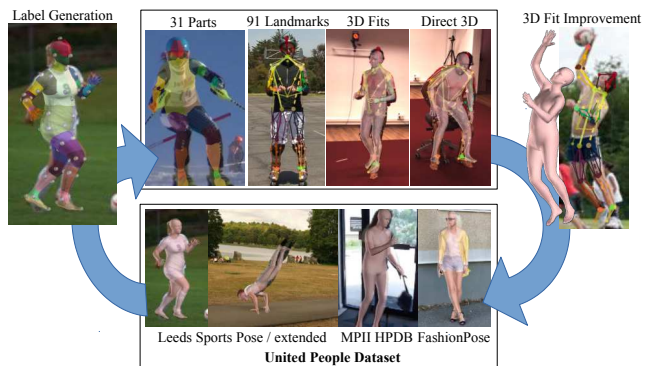 Label Generation
31 Parts
91 Landmarks
3D Fits
Direct 3D
3D Fit Improvement
Leeds Sports Pose / extended
MPII HPDB
FashionPose
United People Dataset